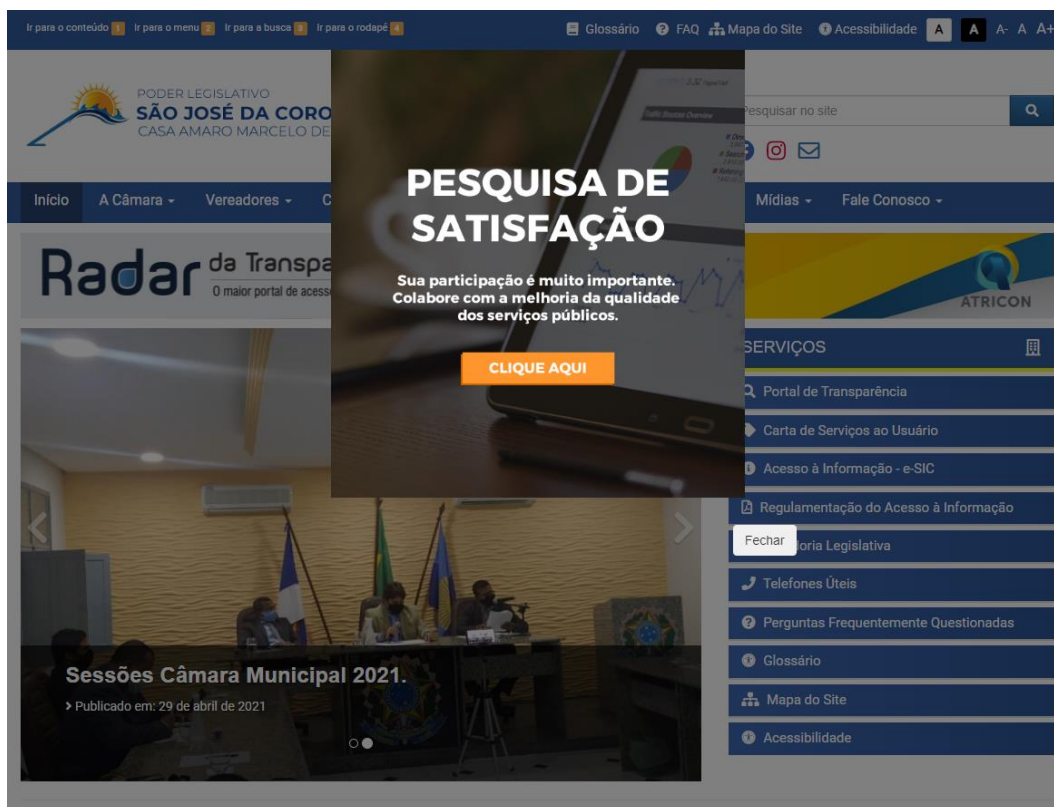 Ir para o conteúdo 1 Ir para o menu 2 Ir para a busca 3 Ir para o rodapé 4
Glossário FAQ Mapa do Site Acessibilidade A A A- A A+
PODER LEGISLATIVO
SÃO JOSÉ DA CORO
CASA AMARO MARCELO DE
Pesquisar no site
Início A Câmara Vereadores C
Mídias Fale Conosco
Radar da Transpa
O maior portal de acess
ATRICON
PESQUISA DE
SATISFAÇÃO
Sua participação é muito importante.
Colabore com a melhoria da qualidade
dos serviços públicos.
CLIQUE AQUI
Fechar
SERVIÇOS
Portal de Transparência
Carta de Serviços ao Usuário
Acesso à Informação - e-SIC
Regulamentação do Acesso à Informação
oria Legislativa
Telefones Úteis
Perguntas Frequentemente Questionadas
Glossário
Mapa do Site
Acessibilidade
Sessões Câmara Municipal 2021.
Publicado em: 29 de abril de 2021